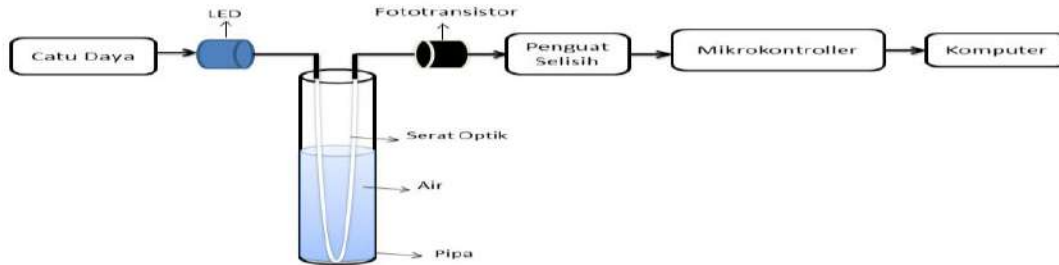 LED
Fototransistor
Catu Daya
Penguat
Selisih
Mikrokontroller
Komputer
Serat Optik
Air
Pipa